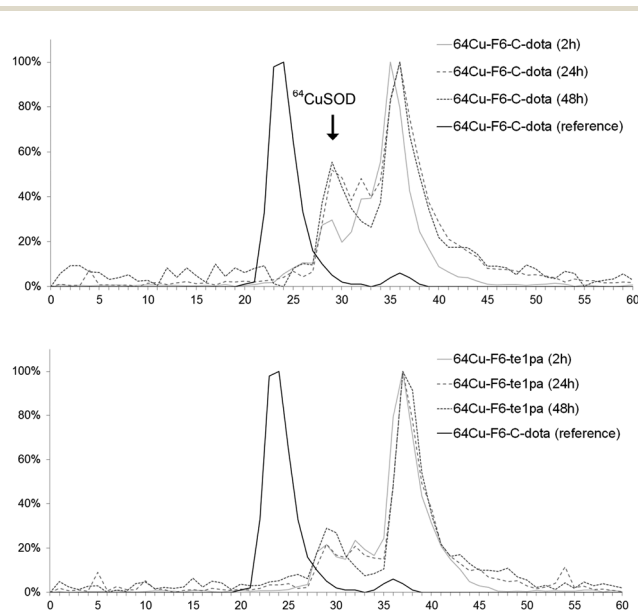 100%
80%
60%
40%
20%
0%
0 5 10 15 20 25 30 35 40 45 50 55 60
⁶⁴CuSOD
64Cu-F6-C-dota (2h)
64Cu-F6-C-dota (24h)
64Cu-F6-C-dota (48h)
64Cu-F6-C-dota (reference)
100%
80%
60%
40%
20%
0%
0 5 10 15 20 25 30 35 40 45 50 55 60
64Cu-F6-te1pa (2h)
64Cu-F6-te1pa (24h)
64Cu-F6-te1pa (48h)
64Cu-F6-C-dota (reference)